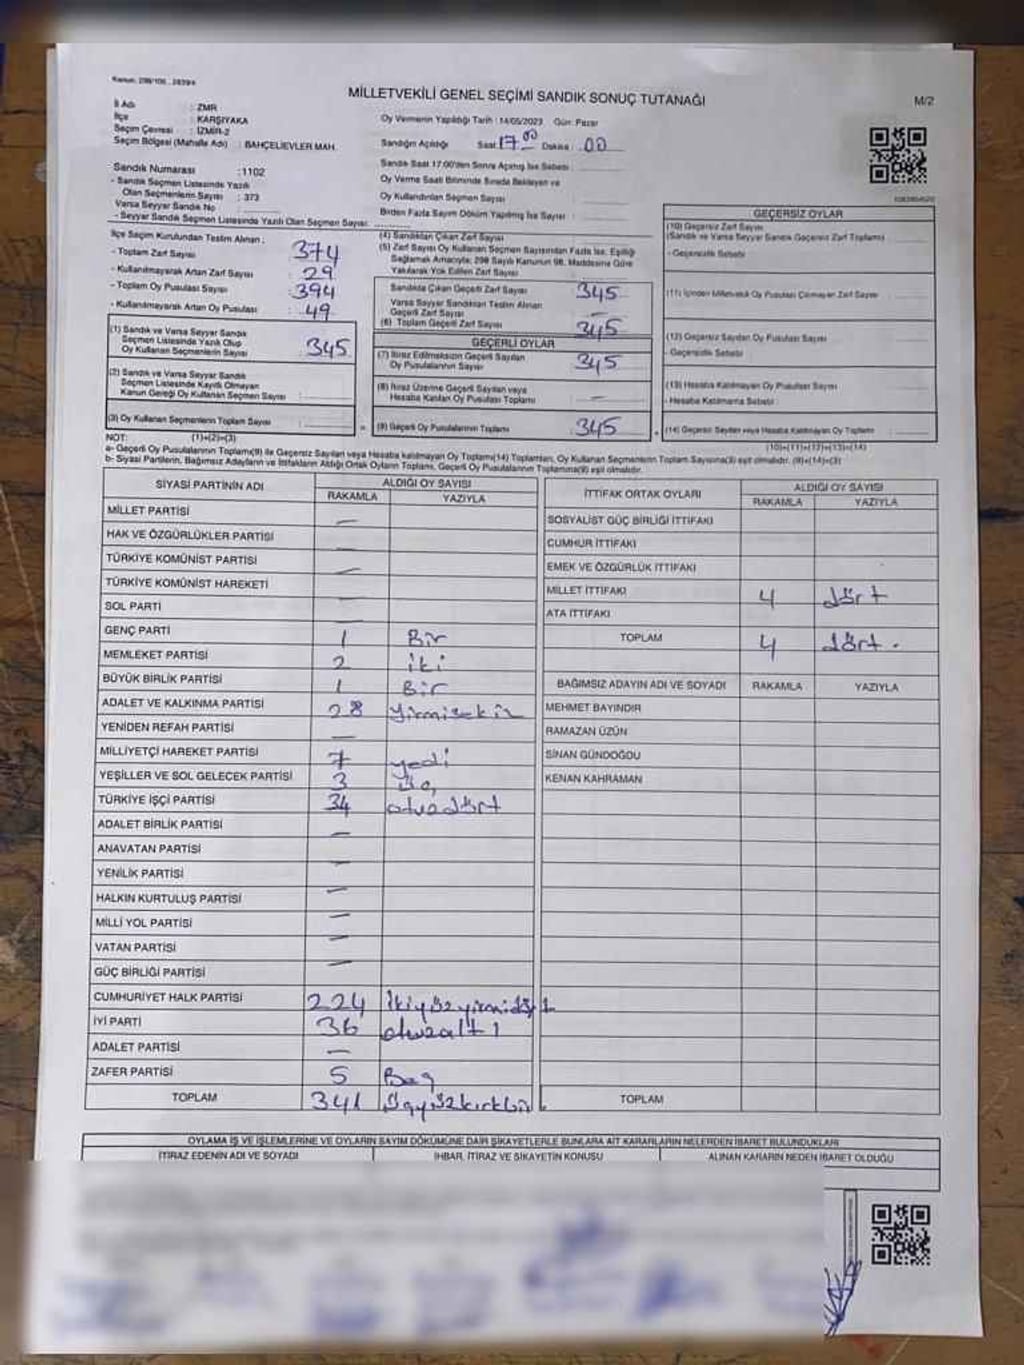 MİLLETVEKİLİ GENEL SEÇİMİ SANDIK SONUÇ TUTANAĞI
M/2
İl Adı : ZMR
İlçe : KARŞIYAKA
Seçim Çevresi : İZMİR-2
Seçim Bölgesi (Mahalle Adı) : BAHÇELİEVLER MAH.
Oy Vermenin Yapıldığı Tarih : 14/05/2023 Gün: Pazar
Sandığın Açıldığı Saat: 17.00 Dakika : 00
Sandık Saat 17:00'den Sonra Açılmış İse Sebebi :
Oy Verme Saati Bitiminde Sırada Bekleyen ve
Oy Kullandırılan Seçmen Sayısı :
Birden Fazla Sayım Döküm Yapılmış İse Sayısı :
Sandık Numarası :1102
- Sandık Seçmen Listesinde Yazılı
Olan Seçmenlerin Sayısı : 373
Varsa Seyyar Sandık No
- Seyyar Sandık Seçmen Listesinde Yazılı Olan Seçmen Sayısı:
İlçe Seçim Kurulundan Teslim Alınan ;
- Toplam Zarf Sayısı : 374
- Kullanılmayarak Artan Zarf Sayısı : 29
- Toplam Oy Pusulası Sayısı : 394
- Kullanılmayarak Artan Oy Pusulası : 49
(1) Sandık ve Varsa Seyyar Sandık
Seçmen Listesinde Yazılı Olup
Oy Kullanan Seçmenlerin Sayısı : 345
(2) Sandık ve Varsa Seyyar Sandık
Seçmen Listesinde Kayıtlı Olmayan
Kanun Gereği Oy Kullanan Seçmen Sayısı :
(3) Oy Kullanan Seçmenlerin Toplam Sayısı :
(1)+(2)=(3)
(4) Sandıktan Çıkan Zarf Sayısı :
(5) Zarf Sayısı Oy Kullanan Seçmen Sayısından Fazla İse, Eşitliği
Sağlamak Amacıyla; 298 Sayılı Kanunun 98. Maddesine Göre
Yakılarak Yok Edilen Zarf Sayısı :
Sandıkta Çıkan Geçerli Zarf Sayısı : 345
Varsa Seyyar Sandıktan Teslim Alınan
Geçerli Zarf Sayısı : —
(6) Toplam Geçerli Zarf Sayısı : 345
GEÇERLİ OYLAR
(7) İtiraz Edilmeksizin Geçerli Sayılan
Oy Pusulalarının Sayısı : 345
(8) İtiraz Üzerine Geçerli Sayılan veya
Hesaba Katılan Oy Pusulası Toplamı : —
(9) Geçerli Oy Pusulalarının Toplamı : 345
GEÇERSİZ OYLAR
(10) Geçersiz Zarf Sayısı
(Sandık ve Varsa Seyyar Sandık Geçersiz Zarf Toplamı) :
- Geçersizlik Sebebi :
(11) İçinden Milletvekili Oy Pusulası Çıkmayan Zarf Sayısı :
(12) Geçersiz Sayılan Oy Pusulası Sayısı :
- Geçersizlik Sebebi :
(13) Hesaba Katılmayan Oy Pusulası Sayısı :
- Hesaba Katılmama Sebebi :
(14) Geçersiz Sayılan veya Hesaba Katılmayan Oy Toplamı :
(10)+(11)+(12)+(13)=(14)
NOT:
a- Geçerli Oy Pusulalarının Toplamı(9) ile Geçersiz Sayılan veya Hesaba katılmayan Oy Toplamı(14) Toplamları, Oy Kullanan Seçmenlerin Toplam Sayısına(3) eşit olmalıdır. (9)+(14)=(3)
b- Siyasi Partilerin, Bağımsız Adayların ve İttifakların Aldığı Ortak Oyların Toplamı, Geçerli Oy Pusulalarının Toplamına(9) eşit olmalıdır.
SİYASİ PARTİNİN ADI ALDIĞI OY SAYISI
RAKAMLA YAZIYLA
MİLLET PARTİSİ —
HAK VE ÖZGÜRLÜKLER PARTİSİ —
TÜRKİYE KOMÜNİST PARTİSİ —
TÜRKİYE KOMÜNİST HAREKETİ —
SOL PARTİ —
GENÇ PARTİ 1 Bir
MEMLEKET PARTİSİ 2 iki
BÜYÜK BİRLİK PARTİSİ 1 Bir
ADALET VE KALKINMA PARTİSİ 28 yirmisekiz
YENİDEN REFAH PARTİSİ —
MİLLİYETÇİ HAREKET PARTİSİ 7 yedi
YEŞİLLER VE SOL GELECEK PARTİSİ 3 üç
TÜRKİYE İŞÇİ PARTİSİ 34 otuzdört
ADALET BİRLİK PARTİSİ —
ANAVATAN PARTİSİ —
YENİLİK PARTİSİ —
HALKIN KURTULUŞ PARTİSİ —
MİLLİ YOL PARTİSİ —
VATAN PARTİSİ —
GÜÇ BİRLİĞİ PARTİSİ —
CUMHURİYET HALK PARTİSİ 224 ikiyüzyirmidört
İYİ PARTİ 36 otuzaltı
ADALET PARTİSİ —
ZAFER PARTİSİ 5 Beş
TOPLAM 341 üçyüzkırkbir
İTTİFAK ORTAK OYLARI ALDIĞI OY SAYISI
RAKAMLA YAZIYLA
SOSYALİST GÜÇ BİRLİĞİ İTTİFAKI
CUMHUR İTTİFAKI
EMEK VE ÖZGÜRLÜK İTTİFAKI
MİLLET İTTİFAKI 4 dört
ATA İTTİFAKI
TOPLAM 4 dört.
BAĞIMSIZ ADAYIN ADI VE SOYADI RAKAMLA YAZIYLA
MEHMET BAYINDIR
RAMAZAN ÜZÜN
SİNAN GÜNDOĞDU
KENAN KAHRAMAN
TOPLAM
OYLAMA İŞ VE İŞLEMLERİNE VE OYLARIN SAYIM DÖKÜMÜNE DAİR ŞİKAYETLERLE BUNLARA AİT KARARLARIN NELERDEN İBARET BULUNDUKLARI
İTİRAZ EDENİN ADI VE SOYADI İHBAR, İTİRAZ VE ŞİKAYETİN KONUSU ALINAN KARARIN NEDEN İBARET OLDUĞU